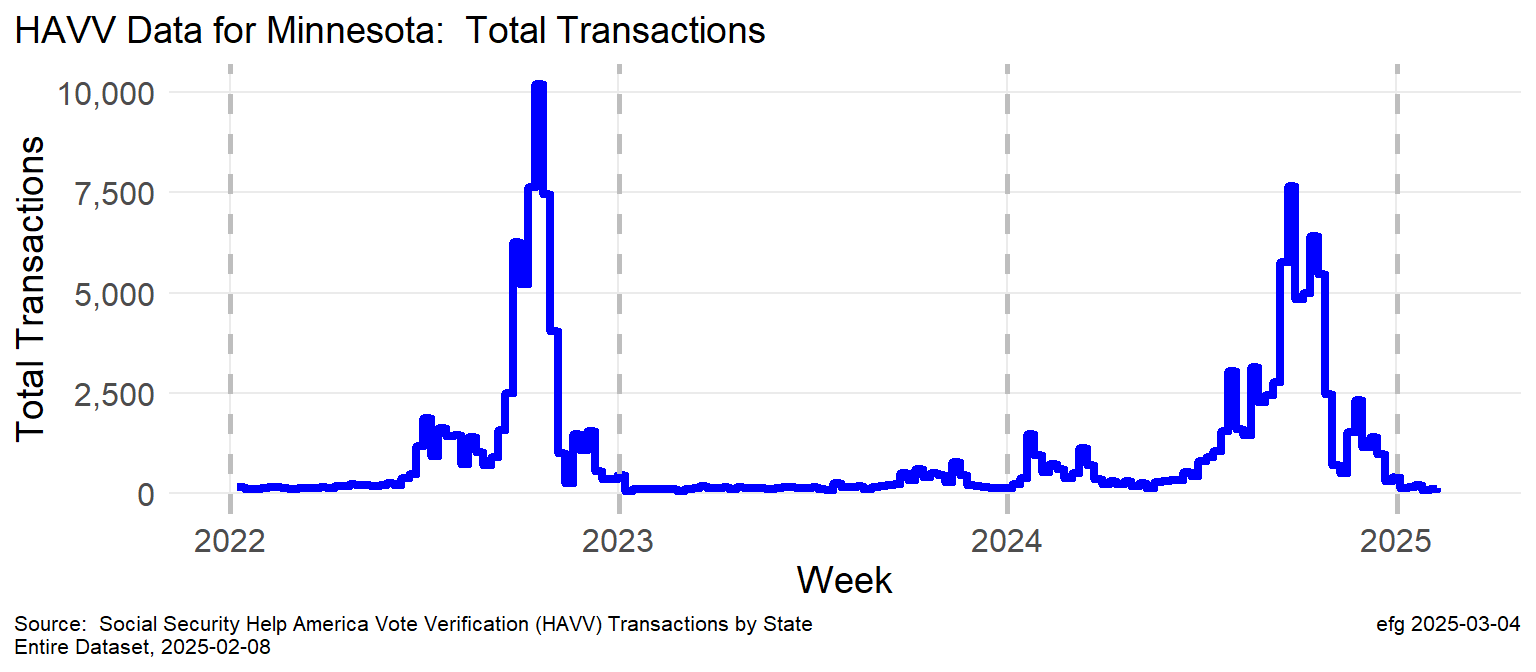 HAVV Data for Minnesota:  Total Transactions
10,000
7,500
5,000
2,500
0
Total Transactions
2022 2023 2024 2025
Week
Source:  Social Security Help America Vote Verification (HAVV) Transactions by State
Entire Dataset, 2025-02-08
efg 2025-03-04